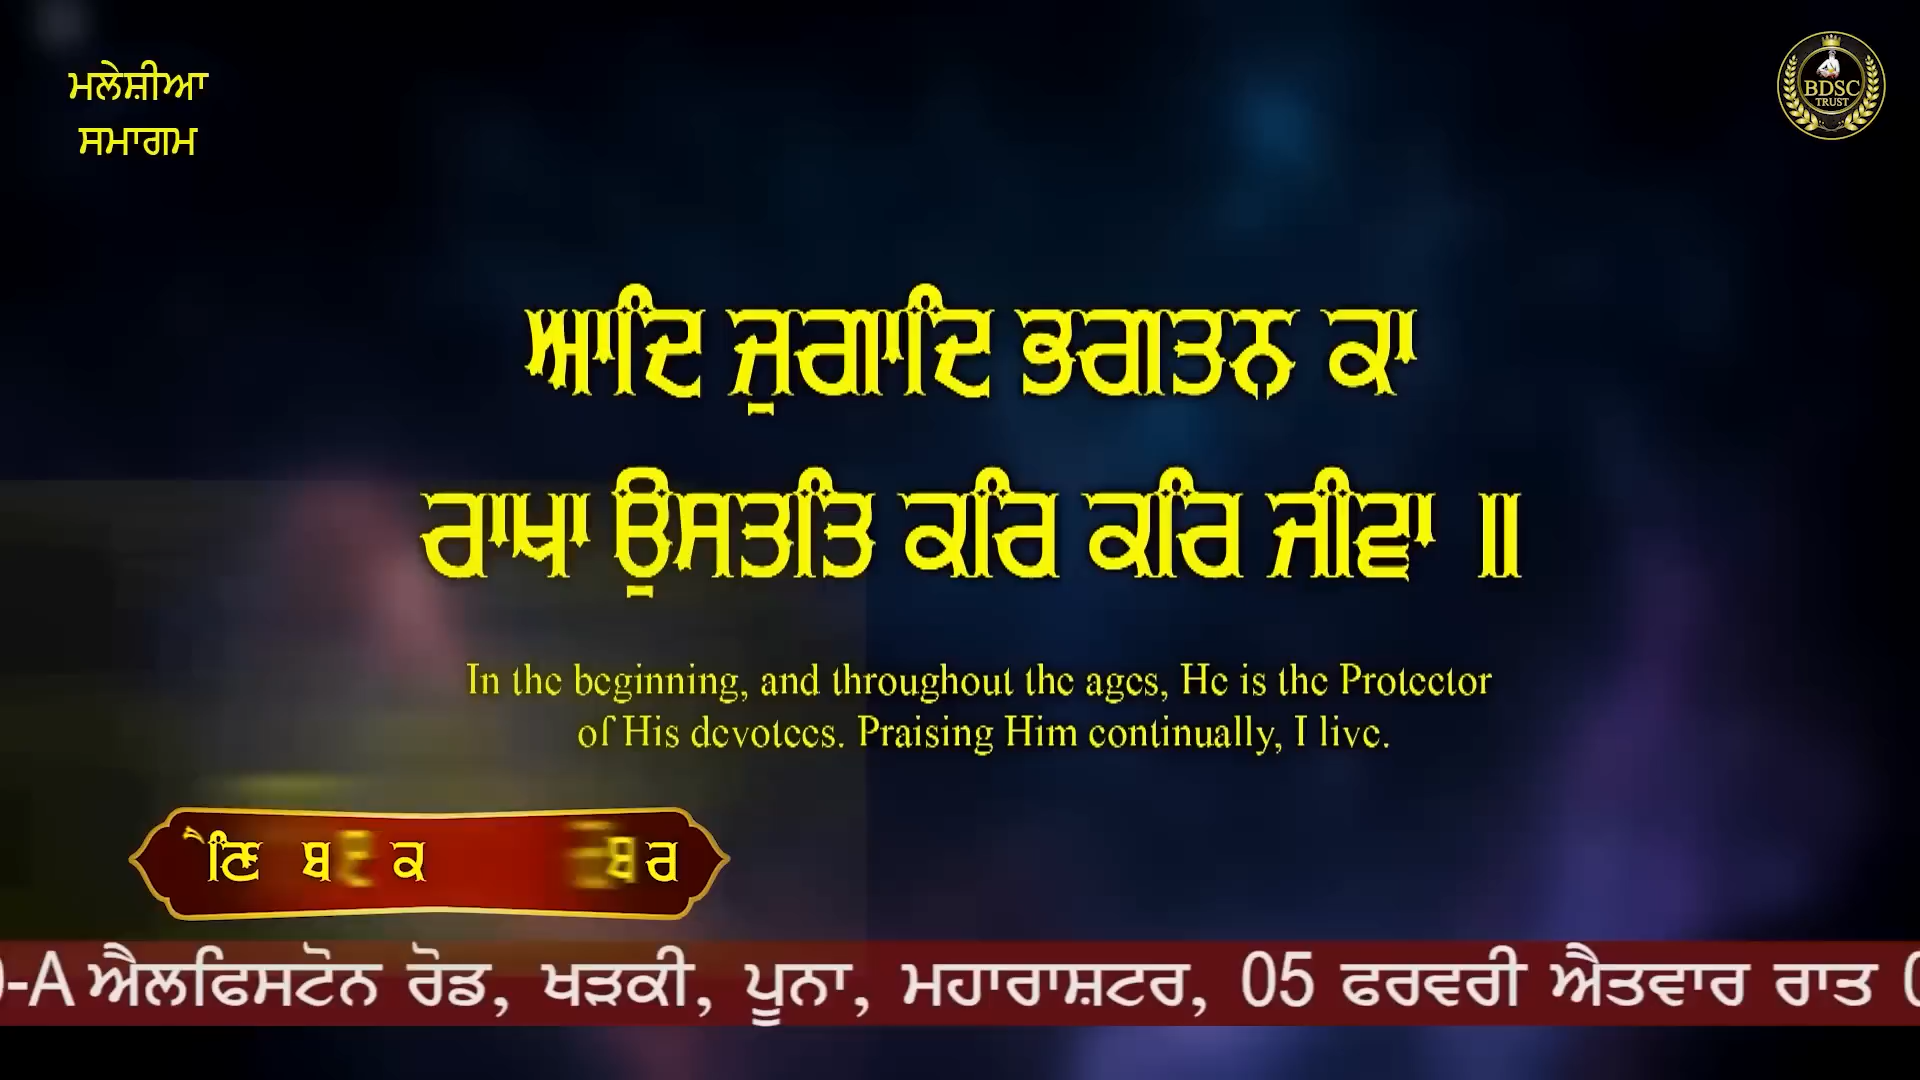 ਮਲੇਸ਼ੀਆ
ਸਮਾਗਮ
BDSC
TRUST
ਆਦਿ ਜੁਗਾਦਿ ਭਗਤਨ ਕਾ
ਰਾਖਾ ਉਸਤਤਿ ਕਰਿ ਕਰਿ ਜੀਵਾ ॥
In the beginning, and throughout the ages, He is the Protector
of His devotees. Praising Him continually, I live.
-A ਐਲਫਿਸਟੋਨ ਰੋਡ, ਖੜਕੀ, ਪੂਨਾ, ਮਹਾਰਾਸ਼ਟਰ, 05 ਫਰਵਰੀ ਐਤਵਾਰ ਰਾਤ